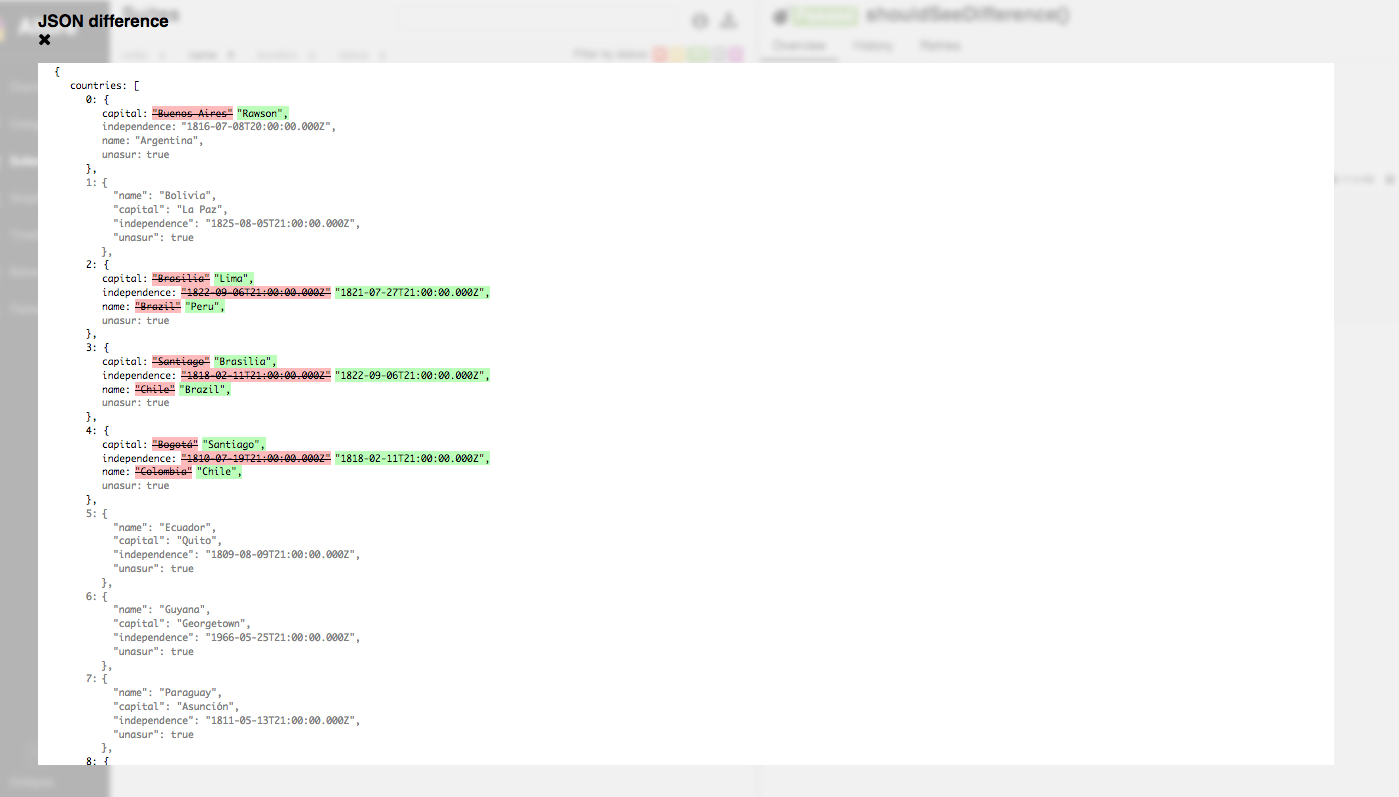 JSON difference
shouldSeeDifference()
Overview History Retries
{
countries: [
0: {
capital: "Buenos Aires" "Rawson",
independence: "1816-07-08T20:00:00.000Z",
name: "Argentina",
unasur: true
},
1: {
"name": "Bolivia",
"capital": "La Paz",
"independence": "1825-08-05T21:00:00.000Z",
"unasur": true
},
2: {
capital: "Brasilia" "Lima",
independence: "1822-09-06T21:00:00.000Z" "1821-07-27T21:00:00.000Z",
name: "Brazil" "Peru",
unasur: true
},
3: {
capital: "Santiago" "Brasilia",
independence: "1818-02-11T21:00:00.000Z" "1822-09-06T21:00:00.000Z",
name: "Chile" "Brazil",
unasur: true
},
4: {
capital: "Bogotá" "Santiago",
independence: "1810-07-19T21:00:00.000Z" "1818-02-11T21:00:00.000Z",
name: "Colombia" "Chile",
unasur: true
},
5: {
"name": "Ecuador",
"capital": "Quito",
"independence": "1809-08-09T21:00:00.000Z",
"unasur": true
},
6: {
"name": "Guyana",
"capital": "Georgetown",
"independence": "1966-05-25T21:00:00.000Z",
"unasur": true
},
7: {
"name": "Paraguay",
"capital": "Asunción",
"independence": "1811-05-13T21:00:00.000Z",
"unasur": true
},
8: {